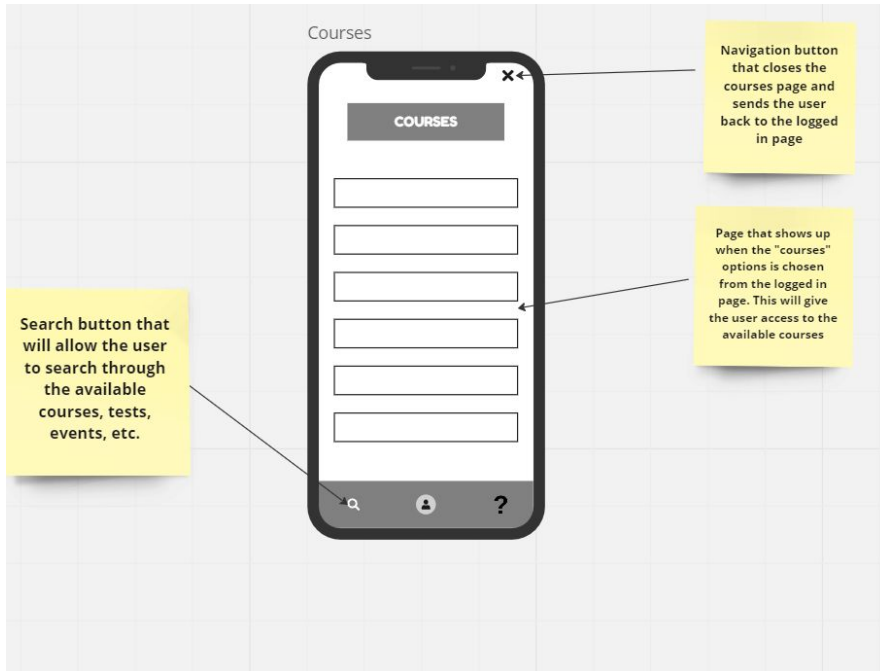 Courses
COURSES
Navigation button
that closes the
courses page and
sends the user
back to the logged
in page
Page that shows up
when the "courses"
options is chosen
from the logged in
page. This will give
the user access to the
available courses
Search button that
will allow the user
to search through
the available
courses, tests,
events, etc.
?